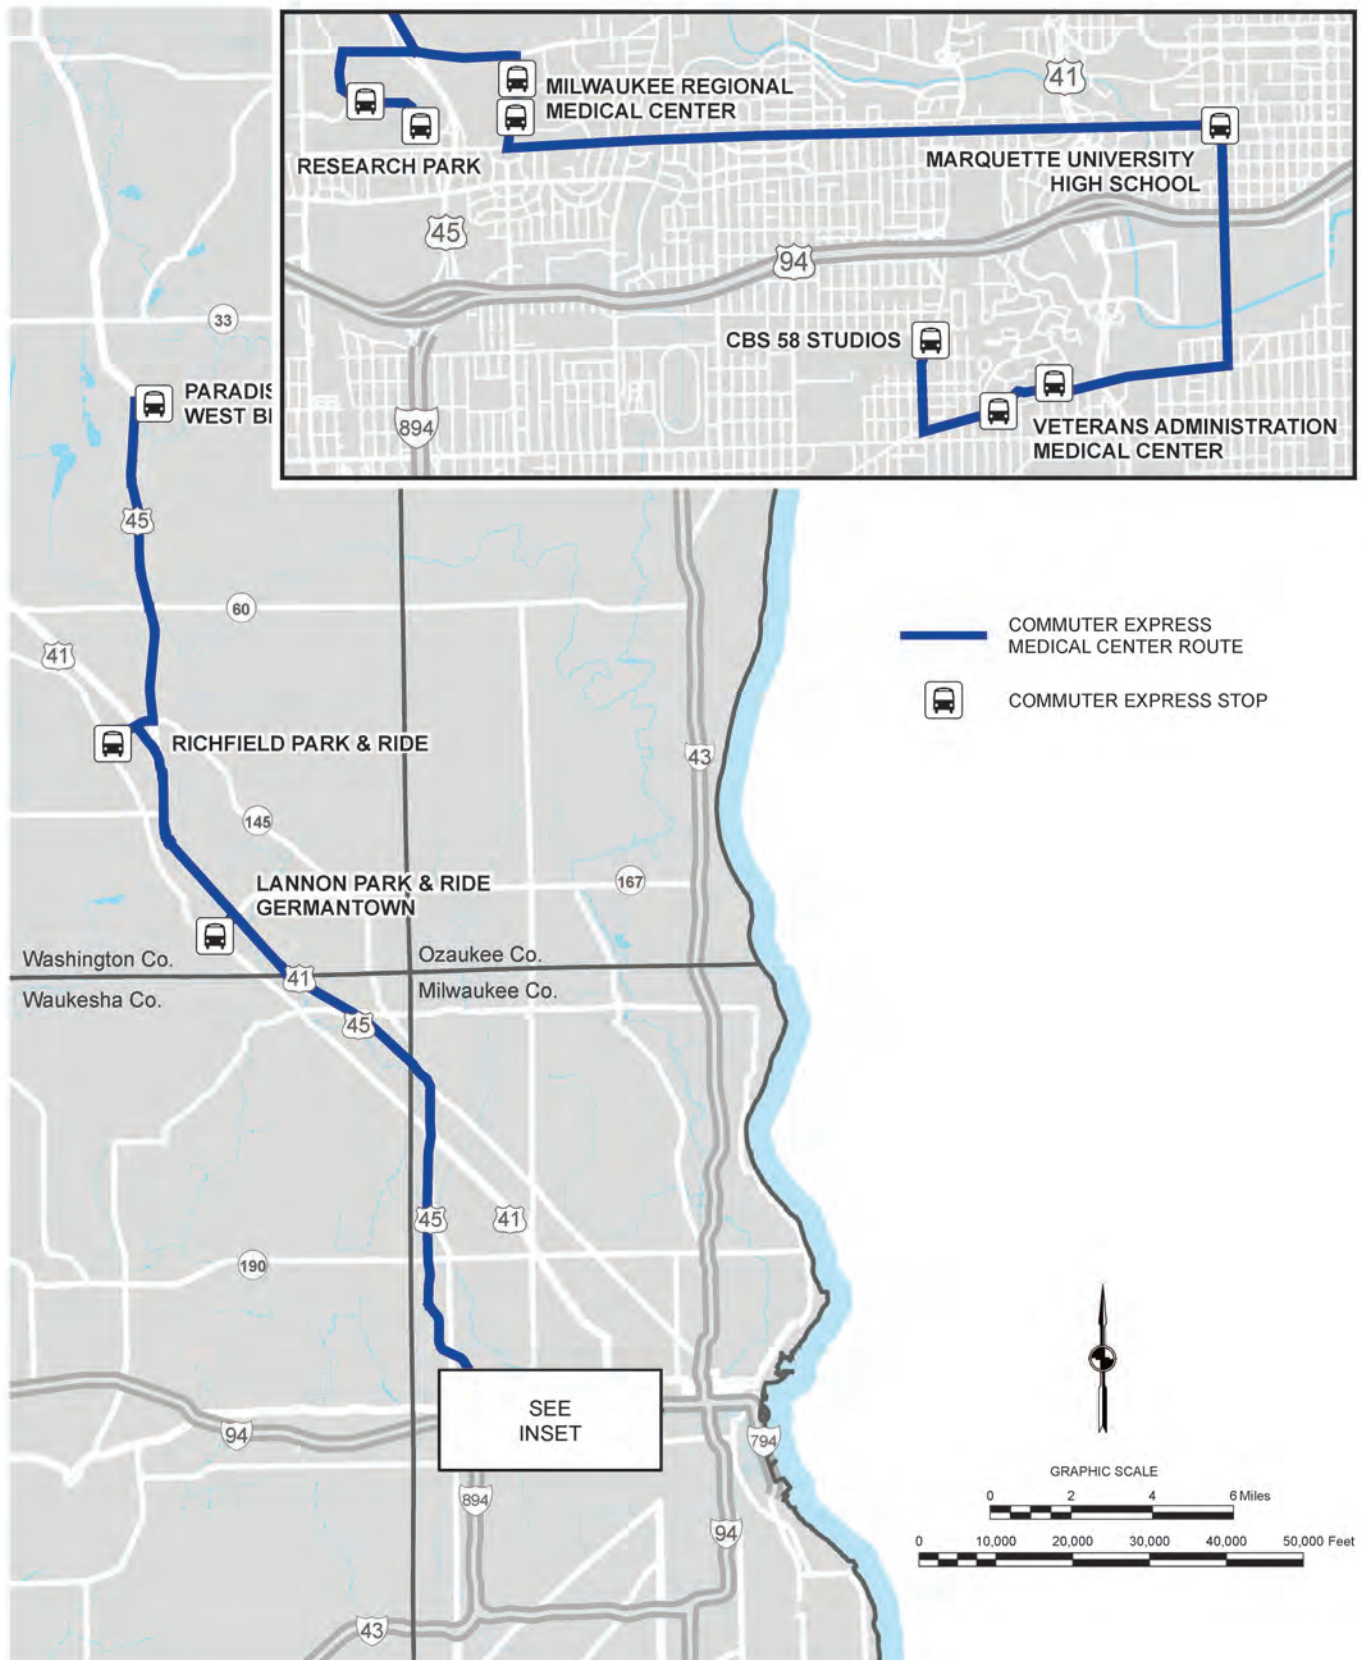 41
MILWAUKEE REGIONAL
MEDICAL CENTER
RESEARCH PARK
MARQUETTE UNIVERSITY
HIGH SCHOOL
45
94
CBS 58 STUDIOS
894
VETERANS ADMINISTRATION
MEDICAL CENTER
33
PARADIS
WEST BE
45
60
41
COMMUTER EXPRESS
MEDICAL CENTER ROUTE
COMMUTER EXPRESS STOP
RICHFIELD PARK & RIDE
43
145
LANNON PARK & RIDE
GERMANTOWN
167
Washington Co.
Ozaukee Co.
41
Waukesha Co.
Milwaukee Co.
45
45
41
190
SEE
INSET
94
794
894
94
43
GRAPHIC SCALE
0 2 4 6 Miles
0 10,000 20,000 30,000 40,000 50,000 Feet